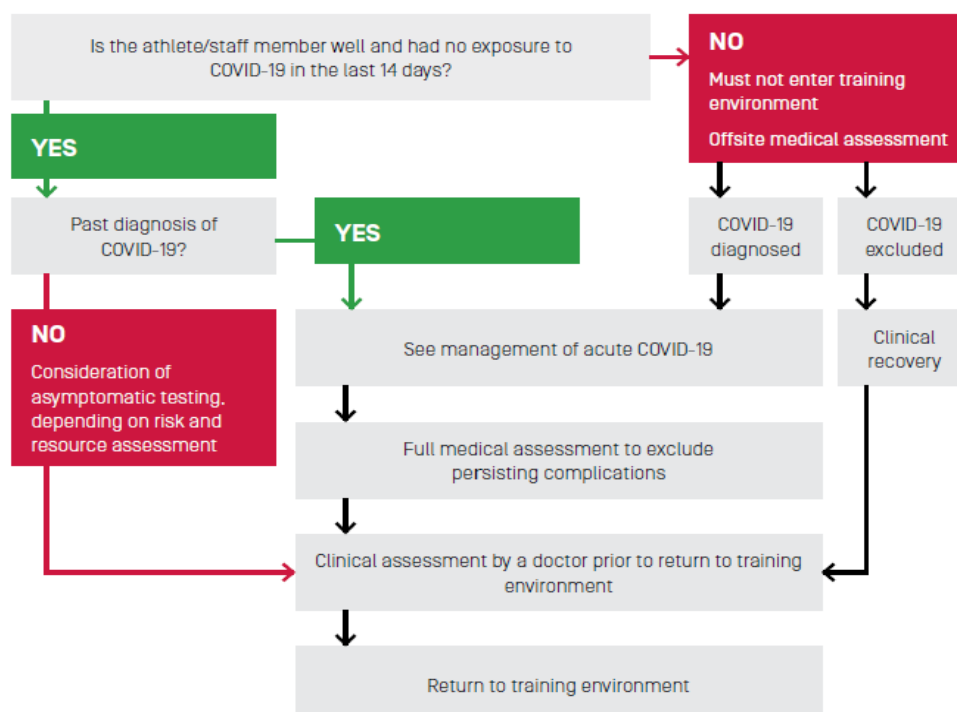 Is the athlete/staff member well and had no exposure to
COVID-19 in the last 14 days?
NO
Must not enter training
environment
Offsite medical assessment
YES
Past diagnosis of
COVID-19?
YES
COVID-19
diagnosed
COVID-19
excluded
NO
Consideration of
asymptomatic testing,
depending on risk and
resource assessment
See management of acute COVID-19
Clinical
recovery
Full medical assessment to exclude
persisting complications
Clinical assessment by a doctor prior to return to training
environment
Return to training environment